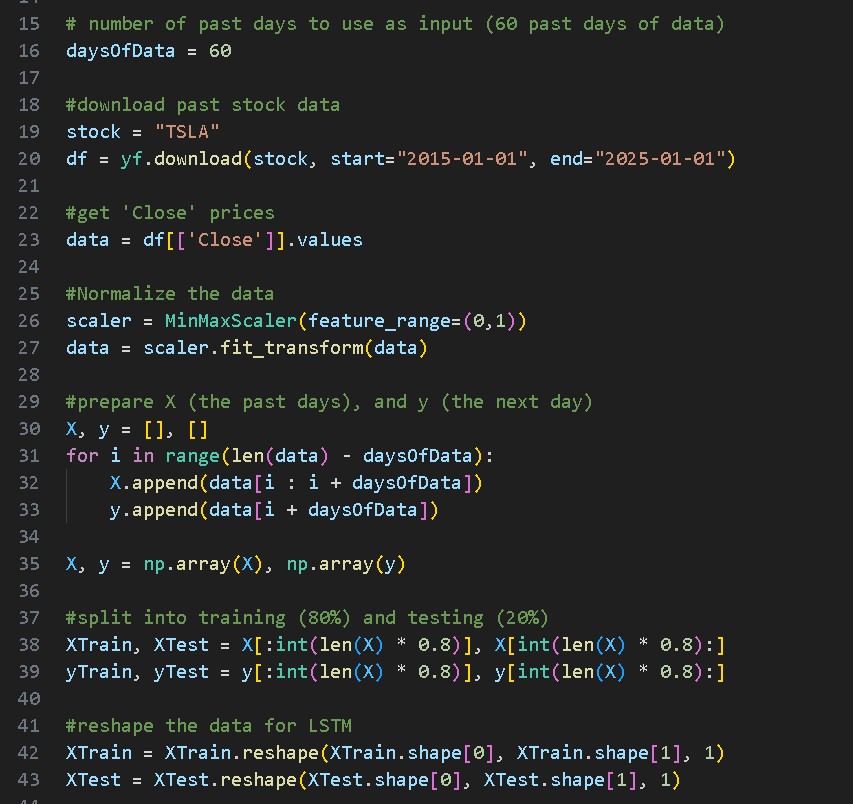 15 # number of past days to use as input (60 past days of data)
16 daysOfData = 60
17
18 #download past stock data
19 stock = "TSLA"
20 df = yf.download(stock, start="2015-01-01", end="2025-01-01")
21
22 #get 'Close' prices
23 data = df[['Close']].values
24
25 #Normalize the data
26 scaler = MinMaxScaler(feature_range=(0,1))
27 data = scaler.fit_transform(data)
28
29 #prepare X (the past days), and y (the next day)
30 X, y = [], []
31 for i in range(len(data) - daysOfData):
32     X.append(data[i : i + daysOfData])
33     y.append(data[i + daysOfData])
34
35 X, y = np.array(X), np.array(y)
36
37 #split into training (80%) and testing (20%)
38 XTrain, XTest = X[:int(len(X) * 0.8)], X[int(len(X) * 0.8):]
39 yTrain, yTest = y[:int(len(X) * 0.8)], y[int(len(X) * 0.8):]
40
41 #reshape the data for LSTM
42 XTrain = XTrain.reshape(XTrain.shape[0], XTrain.shape[1], 1)
43 XTest = XTest.reshape(XTest.shape[0], XTest.shape[1], 1)